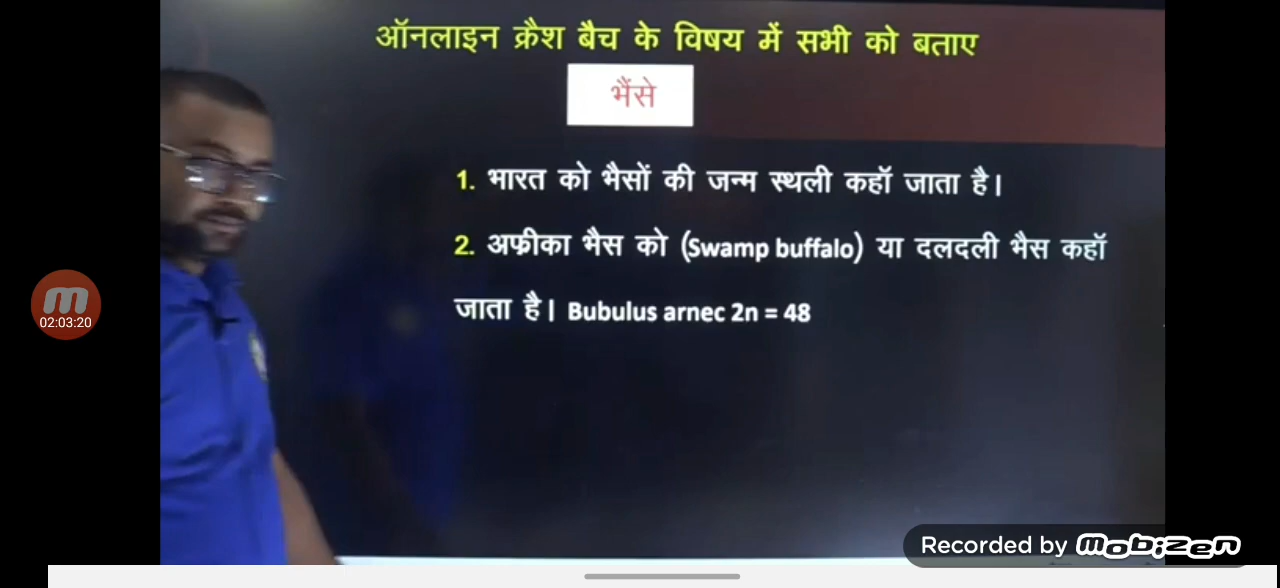 ऑनलाइन क्रैश बैच के विषय में सभी को बताए
भैंसे
1. भारत को भैसों की जन्म स्थली कहाॅ जाता है।
2. अफ्रीका भैस को (Swamp buffalo) या दलदली भैस कहाॅ
जाता है। Bubulus arnec 2n = 48
02:03:20
Recorded by Mobizen